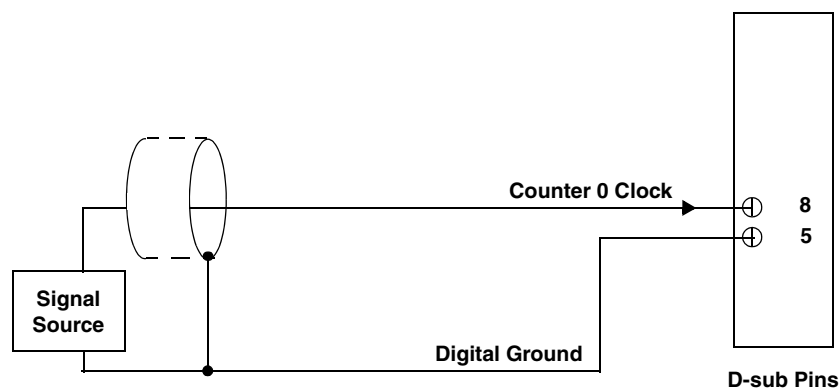 Counter 0 Clock
8
5
Signal
Source
Digital Ground
D-sub Pins